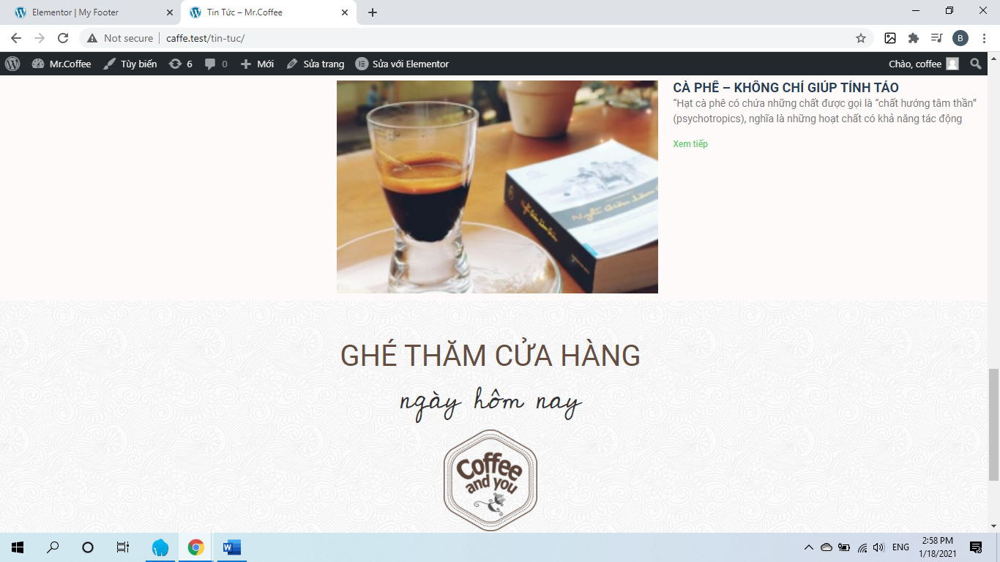 Elementor | My Footer
Tin Tức – Mr.Coffee
Not secure
caffe.test/tin-tuc/
B
Mr.Coffee
Tùy biến
6
0
Mới
Sửa trang
Sửa với Elementor
Chào, coffee
CÀ PHÊ – KHÔNG CHỈ GIÚP TỈNH TÁO
“Hạt cà phê có chứa những chất được gọi là “chất hướng tâm thần”
(psychotropics), nghĩa là những hoạt chất có khả năng tác động
Xem tiếp
GHÉ THĂM CỬA HÀNG
ngày hôm nay
Coffee
and you
ENG
2:58 PM
1/18/2021